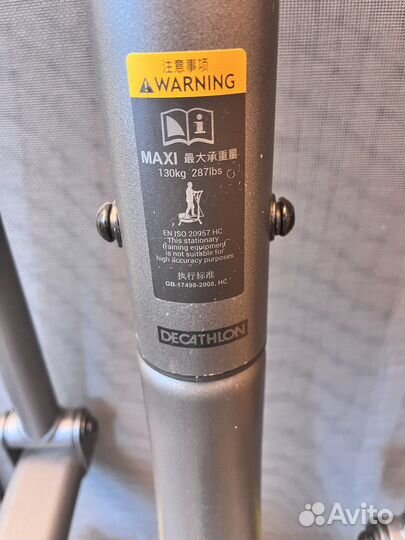 注意事项
WARNING
MAXI 最大承重量
130kg 287lbs
EN ISO 20957 HC
This stationary
training equipment
is not suitable for
high accuracy purposes
执行标准
GB 17498-2008, HC
DECATHLON
Avito